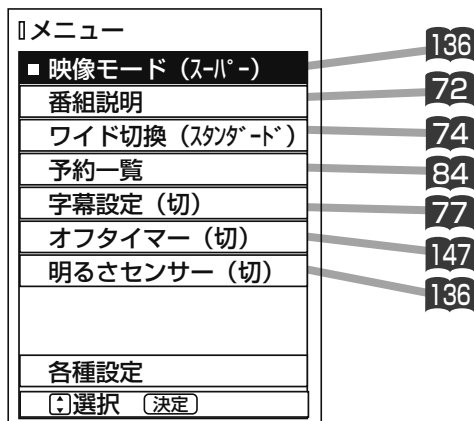 メニュー
映像モード（ｽｰﾊﾟｰ） 136
番組説明 72
ワイド切換（ｽﾀﾝﾀﾞｰﾄﾞ） 74
予約一覧 84
字幕設定（切） 77
オフタイマー（切） 147
明るさセンサー（切） 136
各種設定
選択 決定